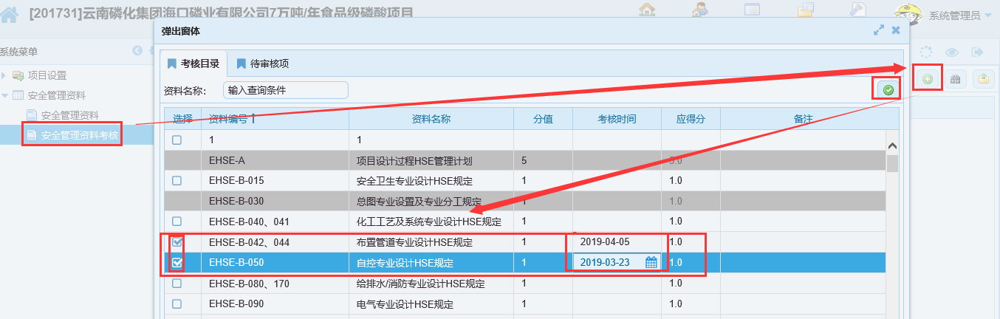 [201731]云南磷化集团海口磷业有限公司7万吨/年食品级磷酸项目
系统管理员
弹出窗体
系统菜单
考核目录 待审核项
项目设置
资料名称: 输入查询条件
安全管理资料
安全管理资料
选择 资料编号 资料名称 分值 考核时间 应得分 备注
安全管理资料考核
1 1
EHSE-A 项目设计过程HSE管理计划 5 5.0
EHSE-B-015 安全卫生专业设计HSE规定 1 1.0
EHSE-B-030 总图专业设置及专业分工规定 1 1.0
EHSE-B-040、041 化工工艺及系统专业设计HSE规定 1 1.0
EHSE-B-042、044 布置管道专业设计HSE规定 1 2019-04-05 1.0
EHSE-B-050 自控专业设计HSE规定 1 2019-03-23 1.0
EHSE-B-080、170 给排水/消防专业设计HSE规定 1 1.0
EHSE-B-090 电气专业设计HSE规定 1 1.0